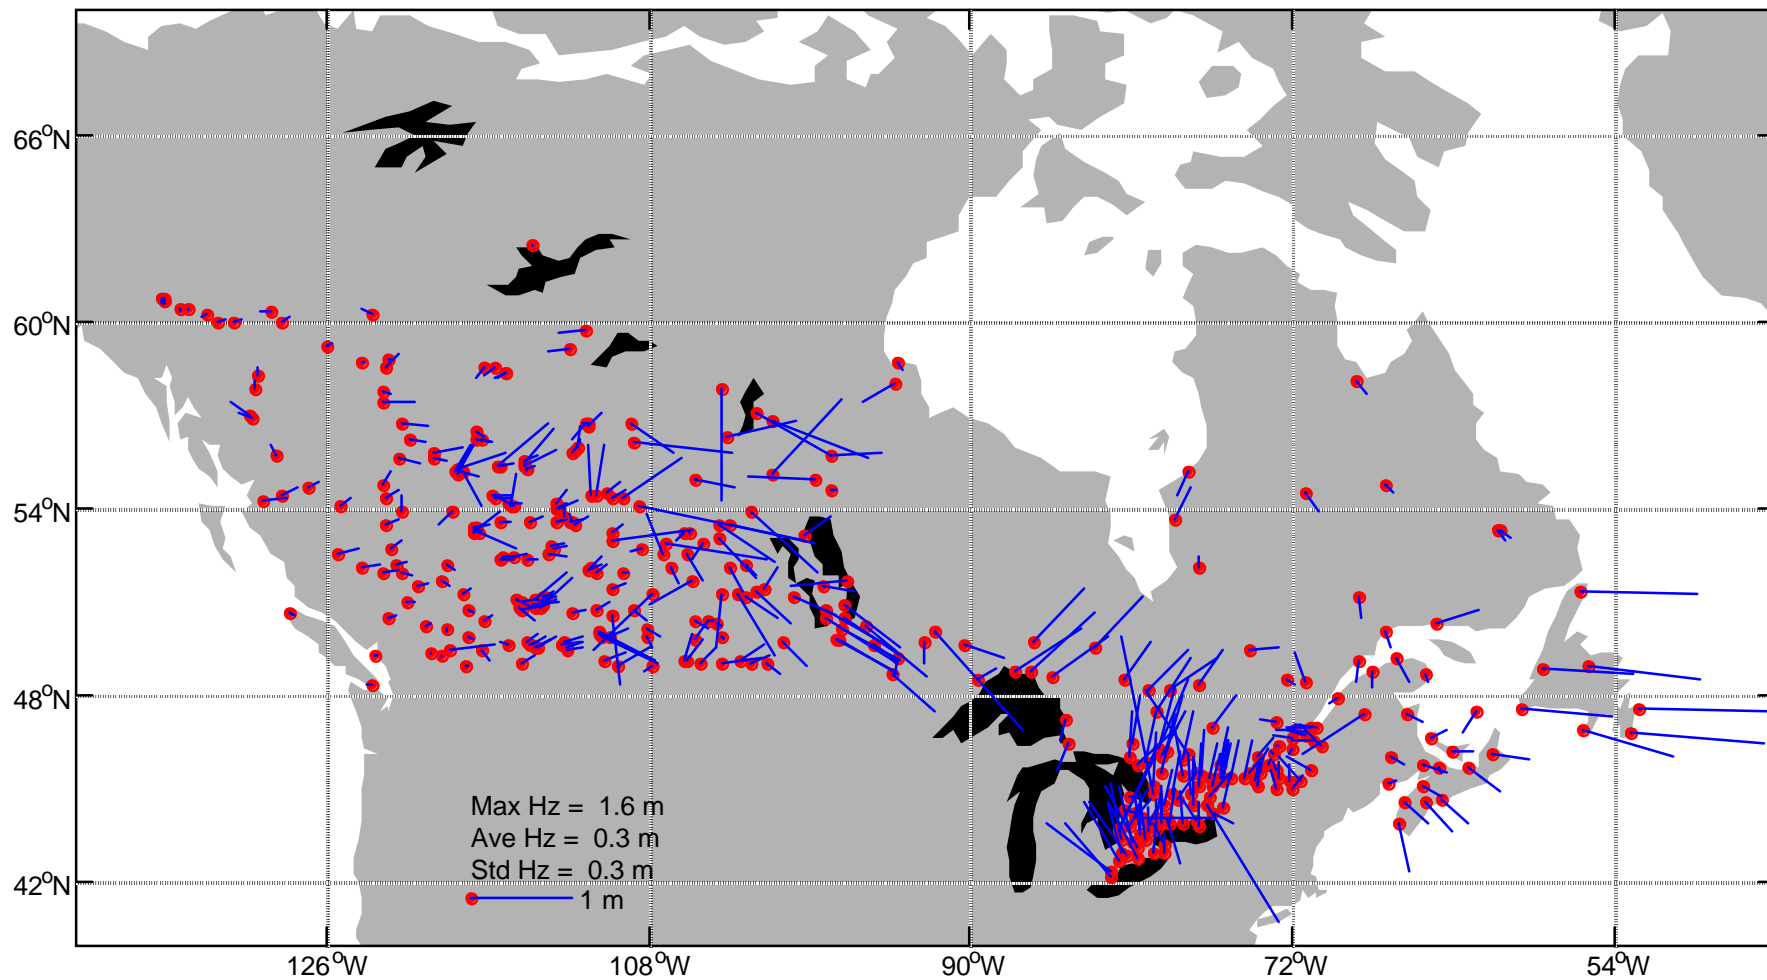 66°N
60°N
54°N
48°N
Max Hz = 1.6 m
Ave Hz = 0.3 m
Std Hz = 0.3 m
1 m
42°N
126°W 108°W 90°W 72°W 54°W